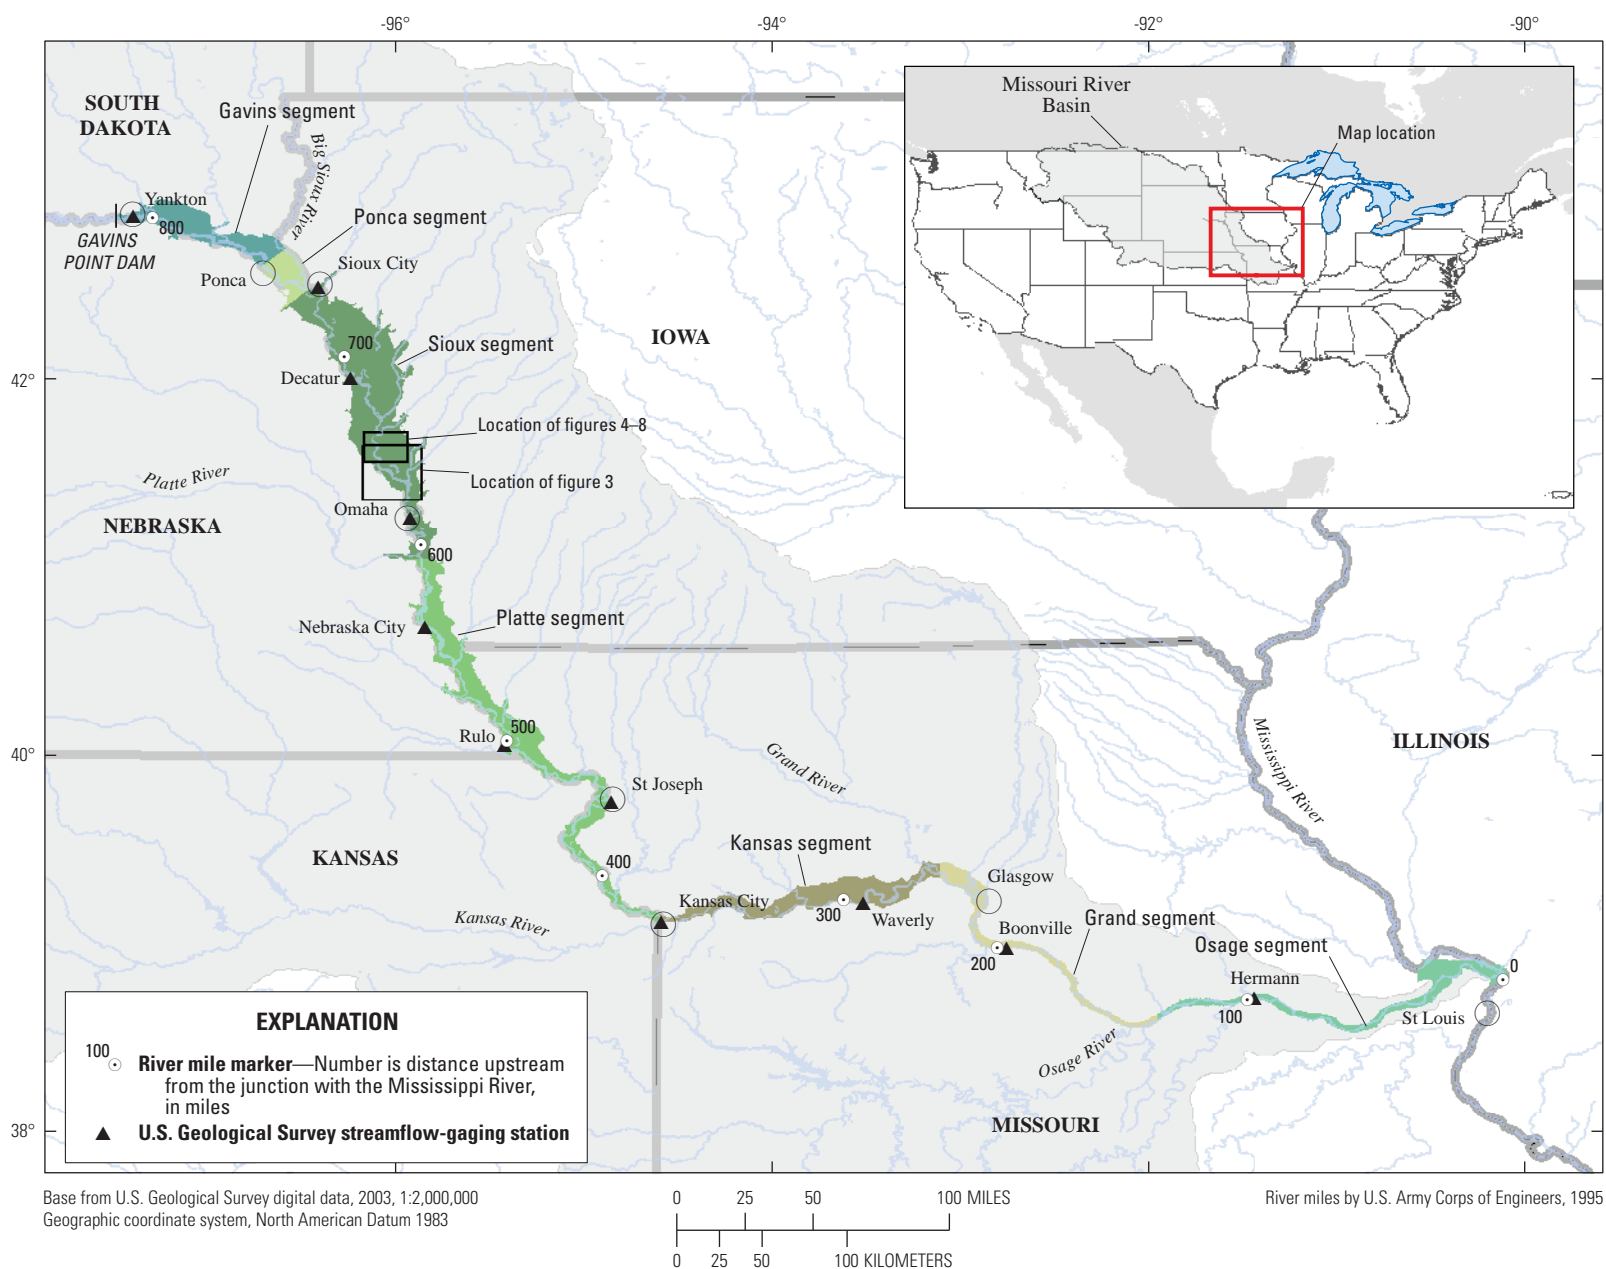 -96°
-94°
-92°
-90°
SOUTH
DAKOTA
Gavins segment
Big Sioux River
Missouri River
Basin
Map location
Yankton
800
Ponca segment
GAVINS
POINT DAM
Ponca
Sioux City
IOWA
700
Sioux segment
42°
Decatur
Location of figures 4–8
Platte River
Location of figure 3
Omaha
NEBRASKA
600
Platte segment
Nebraska City
500
Rulo
40°
Grand River
Mississippi River
ILLINOIS
St Joseph
KANSAS
Kansas segment
400
Glasgow
Kansas City
300
Waverly
Kansas River
Grand segment
Boonville
200
Osage segment
Hermann
100
0
St Louis
Osage River
MISSOURI
38°
EXPLANATION
100
River mile marker—Number is distance upstream
from the junction with the Mississippi River,
in miles
U.S. Geological Survey streamflow-gaging station
Base from U.S. Geological Survey digital data, 2003, 1:2,000,000
Geographic coordinate system, North American Datum 1983
0 25 50 100 MILES
0 25 50 100 KILOMETERS
River miles by U.S. Army Corps of Engineers, 1995